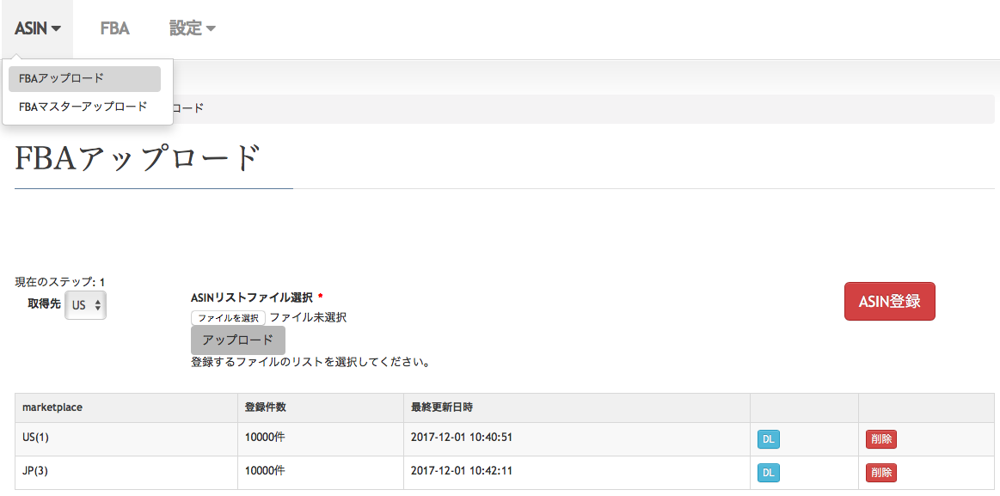 ASIN FBA 設定
FBAアップロード
FBAマスターアップロード
ロード
FBAアップロード
現在のステップ: 1
取得先 US
ASINリストファイル選択 *
ファイルを選択 ファイル未選択
アップロード
登録するファイルのリストを選択してください。
ASIN登録
marketplace 登録件数 最終更新日時
US(1) 10000件 2017-12-01 10:40:51 DL 削除
JP(3) 10000件 2017-12-01 10:42:11 DL 削除